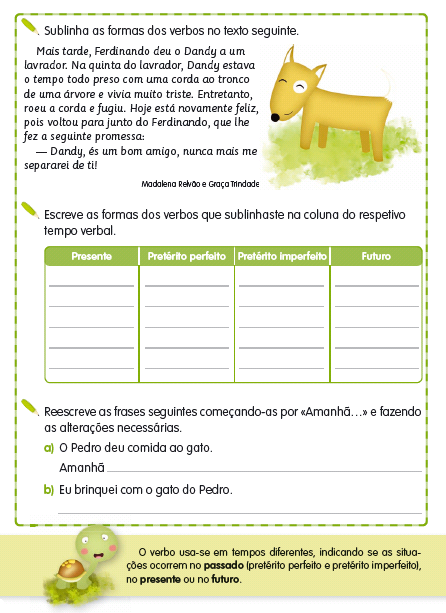 . Sublinha as formas dos verbos no texto seguinte.
Mais tarde, Ferdinando deu o Dandy a um
lavrador. Na quinta do lavrador, Dandy estava
o tempo todo preso com uma corda ao tronco
de uma árvore e vivia muito triste. Entretanto,
roeu a corda e fugiu. Hoje está novamente feliz,
pois voltou para junto do Ferdinando, que lhe
fez a seguinte promessa:
— Dandy, és um bom amigo, nunca mais me
separarei de ti!
Madalena Relvão e Graça Trindade
. Escreve as formas dos verbos que sublinhaste na coluna do respetivo
tempo verbal.
Presente Pretérito perfeito Pretérito imperfeito Futuro
. Reescreve as frases seguintes começando-as por «Amanhã…» e fazendo
as alterações necessárias.
a) O Pedro deu comida ao gato.
Amanhã
b) Eu brinquei com o gato do Pedro.
O verbo usa-se em tempos diferentes, indicando se as situa-
ções ocorrem no passado (pretérito perfeito e pretérito imperfeito),
no presente ou no futuro.